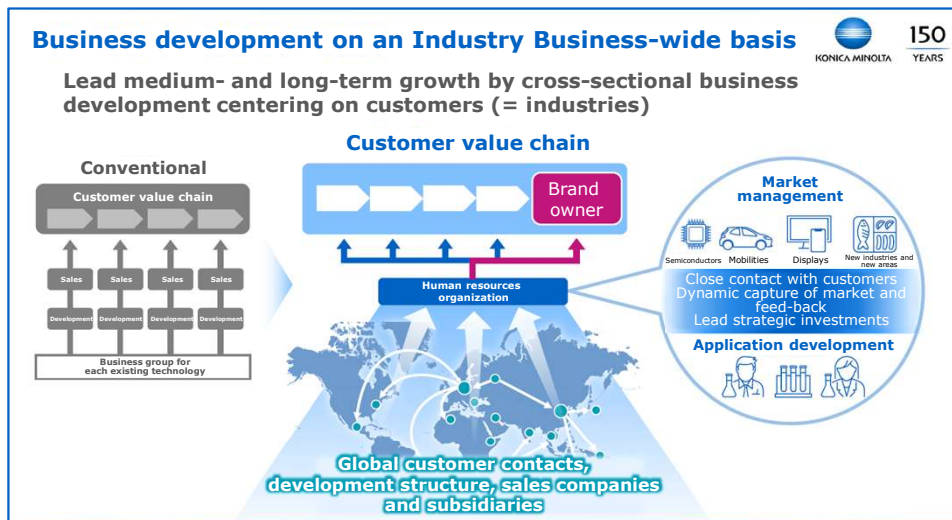 Business development on an Industry Business-wide basis
KONICA MINOLTA
150
YEARS
Lead medium- and long-term growth by cross-sectional business
development centering on customers (= industries)
Conventional
Customer value chain
Sales
Sales
Sales
Sales
Development
Development
Development
Development
Business group for
each existing technology
Customer value chain
Brand
owner
Human resources
organization
Global customer contacts,
development structure, sales companies
and subsidiaries
Market
management
Semiconductors
Mobilities
Displays
New industries and
new areas
Close contact with customers
Dynamic capture of market and
feed-back
Lead strategic investments
Application development